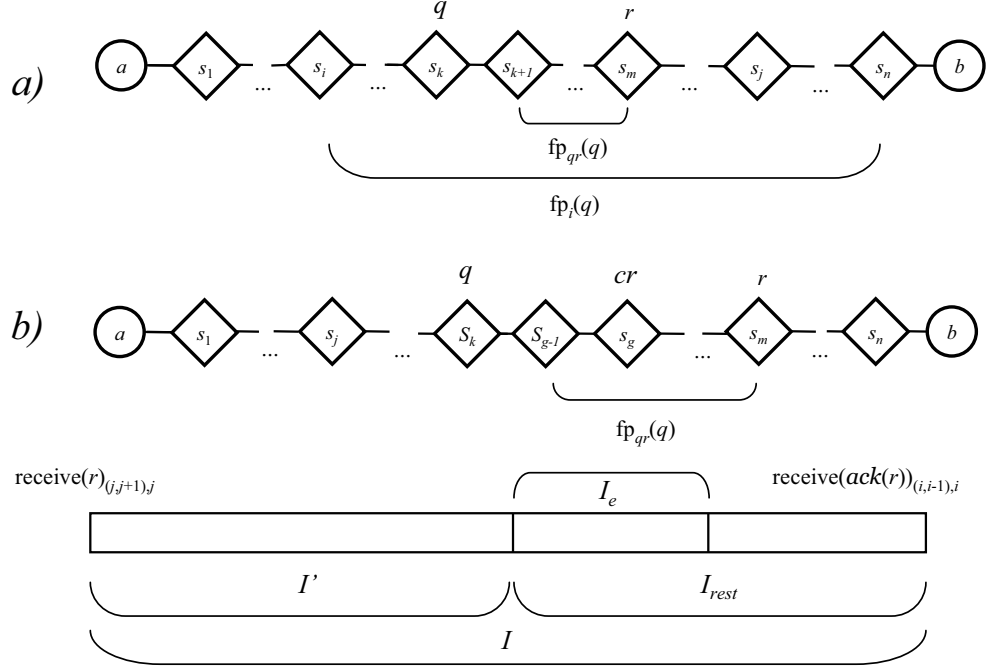 q r
a) a s1 ... si ... sk sk+1 ... sm ... sj ... sn b
fpqr(q)
fpi(q)
q cr r
b) a s1 ... sj ... Sk Sg-1 sg ... sm ... sn b
fpqr(q)
receive(r)(j,j+1),j receive(ack(r))(i,i-1),i
Ie
I’ Irest
I